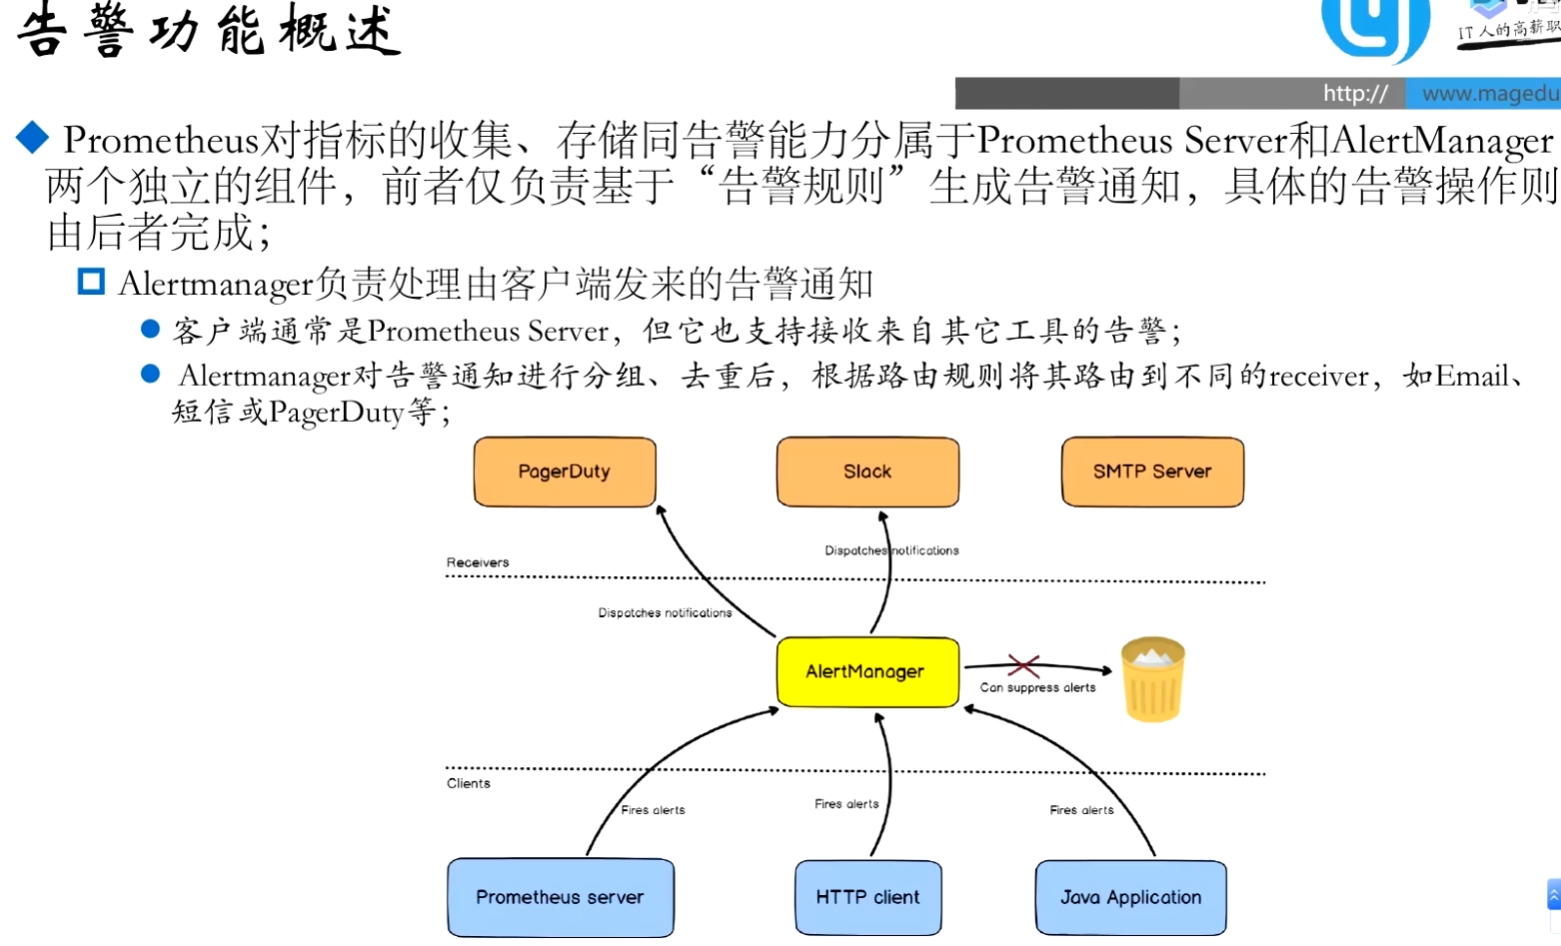 告警功能概述
IT人的高薪职
http://
www.magedu
Prometheus对指标的收集、存储同告警能力分属于Prometheus Server和AlertManager
两个独立的组件，前者仅负责基于“告警规则”生成告警通知，具体的告警操作则
由后者完成；
Alertmanager负责处理由客户端发来的告警通知
客户端通常是Prometheus Server，但它也支持接收来自其它工具的告警；
Alertmanager对告警通知进行分组、去重后，根据路由规则将其路由到不同的receiver，如Email、
短信或PagerDuty等；
PagerDuty
Slack
SMTP Server
Dispatches notifications
Receivers
Dispatches notifications
AlertManager
Can suppress alerts
Clients
Fires alerts
Fires alerts
Fires alerts
Prometheus server
HTTP client
Java Application